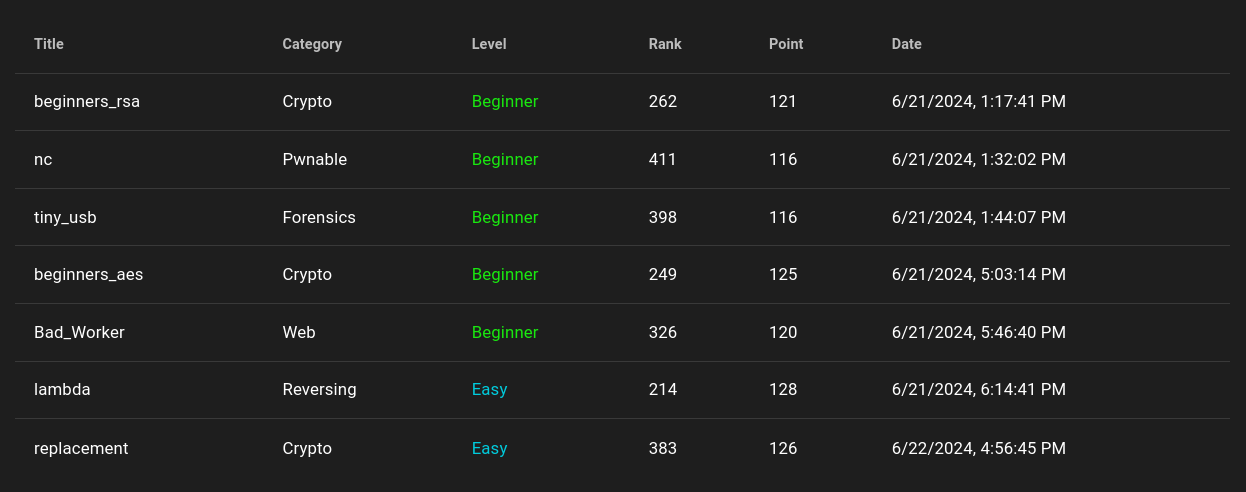 Title Category Level Rank Point Date
beginners_rsa Crypto Beginner 262 121 6/21/2024, 1:17:41 PM
nc Pwnable Beginner 411 116 6/21/2024, 1:32:02 PM
tiny_usb Forensics Beginner 398 116 6/21/2024, 1:44:07 PM
beginners_aes Crypto Beginner 249 125 6/21/2024, 5:03:14 PM
Bad_Worker Web Beginner 326 120 6/21/2024, 5:46:40 PM
lambda Reversing Easy 214 128 6/21/2024, 6:14:41 PM
replacement Crypto Easy 383 126 6/22/2024, 4:56:45 PM